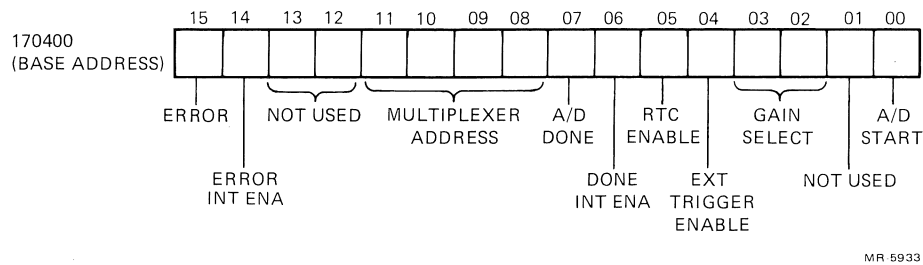 15 14 13 12 11 10 09 08 07 06 05 04 03 02 01 00
170400
(BASE ADDRESS)
ERROR
NOT USED
MULTIPLEXER
ADDRESS
A/D
DONE
RTC
ENABLE
GAIN
SELECT
A/D
START
ERROR
INT ENA
DONE
INT ENA
EXT
TRIGGER
ENABLE
NOT USED
MR 5933